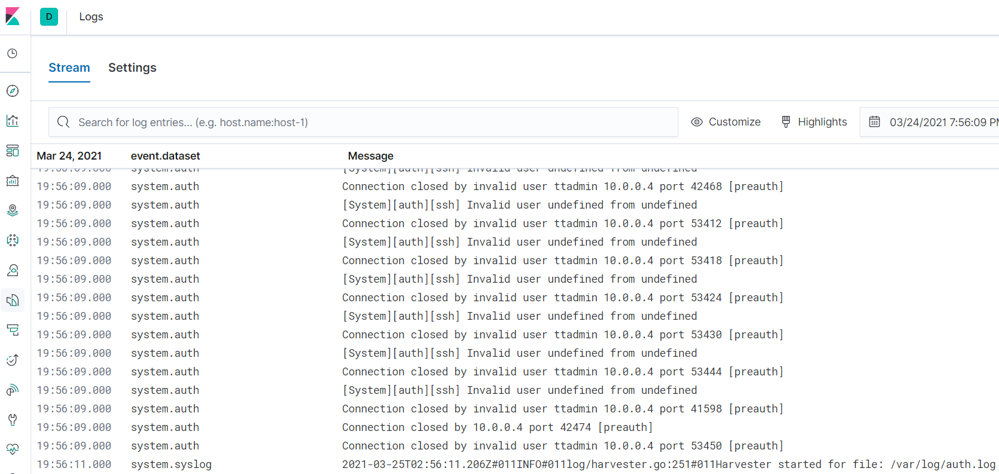 D Logs
Stream Settings
Search for log entries... (e.g. host.name:host-1) Customize Highlights 03/24/2021 7:56:09 PM
Mar 24, 2021 event.dataset Message
19:56:09.000 system.auth [System][auth][ssh] Invalid user undefined from undefined
19:56:09.000 system.auth Connection closed by invalid user ttadmin 10.0.0.4 port 42468 [preauth]
19:56:09.000 system.auth [System][auth][ssh] Invalid user undefined from undefined
19:56:09.000 system.auth Connection closed by invalid user ttadmin 10.0.0.4 port 53412 [preauth]
19:56:09.000 system.auth [System][auth][ssh] Invalid user undefined from undefined
19:56:09.000 system.auth Connection closed by invalid user ttadmin 10.0.0.4 port 53418 [preauth]
19:56:09.000 system.auth [System][auth][ssh] Invalid user undefined from undefined
19:56:09.000 system.auth Connection closed by invalid user ttadmin 10.0.0.4 port 53424 [preauth]
19:56:09.000 system.auth [System][auth][ssh] Invalid user undefined from undefined
19:56:09.000 system.auth Connection closed by invalid user ttadmin 10.0.0.4 port 53430 [preauth]
19:56:09.000 system.auth [System][auth][ssh] Invalid user undefined from undefined
19:56:09.000 system.auth Connection closed by invalid user ttadmin 10.0.0.4 port 53444 [preauth]
19:56:09.000 system.auth [System][auth][ssh] Invalid user undefined from undefined
19:56:09.000 system.auth Connection closed by invalid user ttadmin 10.0.0.4 port 41598 [preauth]
19:56:09.000 system.auth Connection closed by 10.0.0.4 port 42474 [preauth]
19:56:09.000 system.auth Connection closed by invalid user ttadmin 10.0.0.4 port 53450 [preauth]
19:56:11.000 system.syslog 2021-03-25T02:56:11.206Z#011INFO#011log/harvester.go:251#011Harvester started for file: /var/log/auth.log